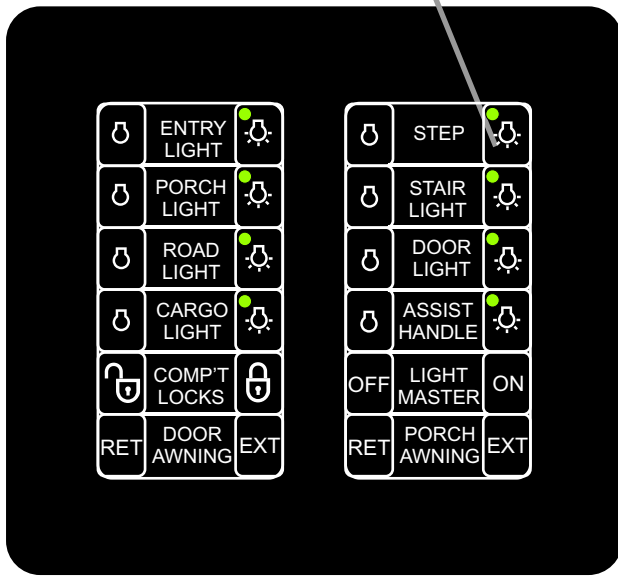 ENTRY
LIGHT
PORCH
LIGHT
ROAD
LIGHT
CARGO
LIGHT
COMP'T
LOCKS
RET DOOR EXT
AWNING
STEP
STAIR
LIGHT
DOOR
LIGHT
ASSIST
HANDLE
OFF LIGHT ON
MASTER
RET PORCH EXT
AWNING